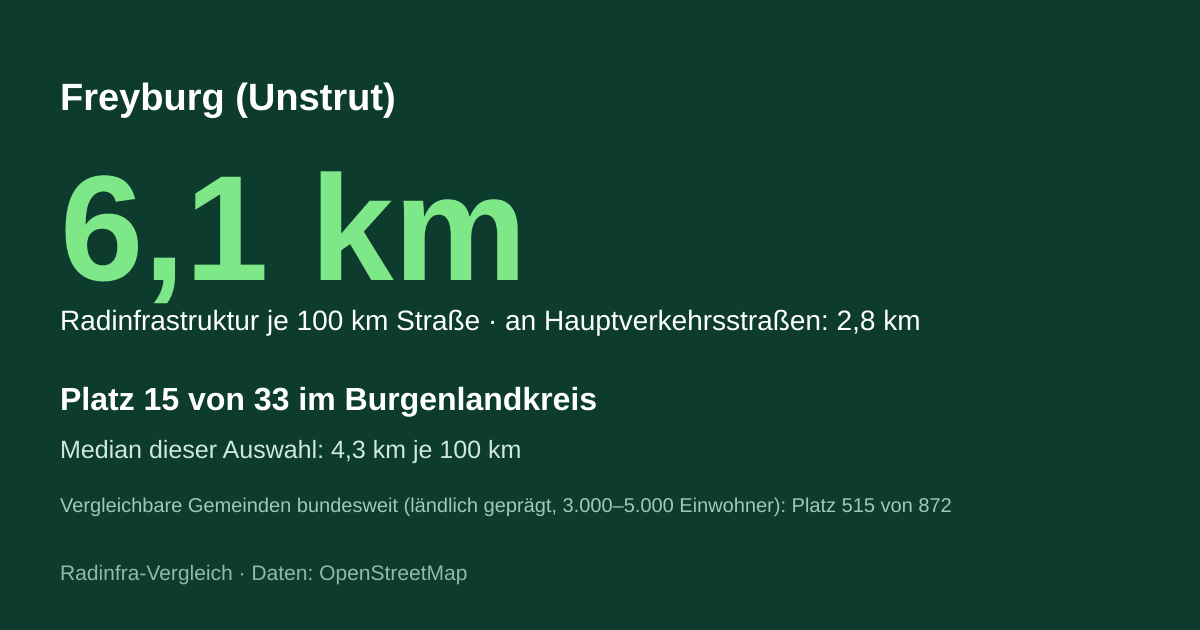 Freyburg (Unstrut)
6,1 km
Radinfrastruktur je 100 km Straße · an Hauptverkehrsstraßen: 2,8 km
Platz 15 von 33 im Burgenlandkreis
Median dieser Auswahl: 4,3 km je 100 km
Vergleichbare Gemeinden bundesweit (ländlich geprägt, 3.000–5.000 Einwohner): Platz 515 von 872
Radinfra-Vergleich · Daten: OpenStreetMap